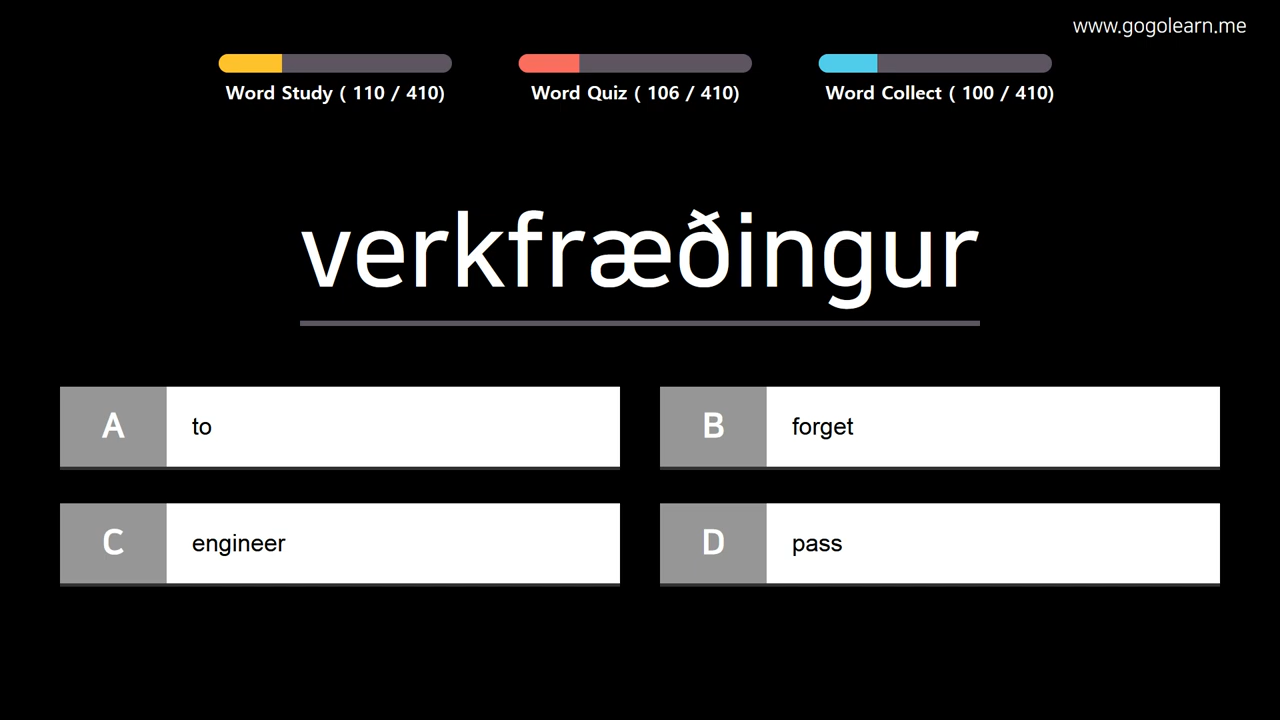 www.gogolearn.me
Word Study ( 110 / 410)
Word Quiz ( 106 / 410)
Word Collect ( 100 / 410)
verkfræðingur
A to
B forget
C engineer
D pass